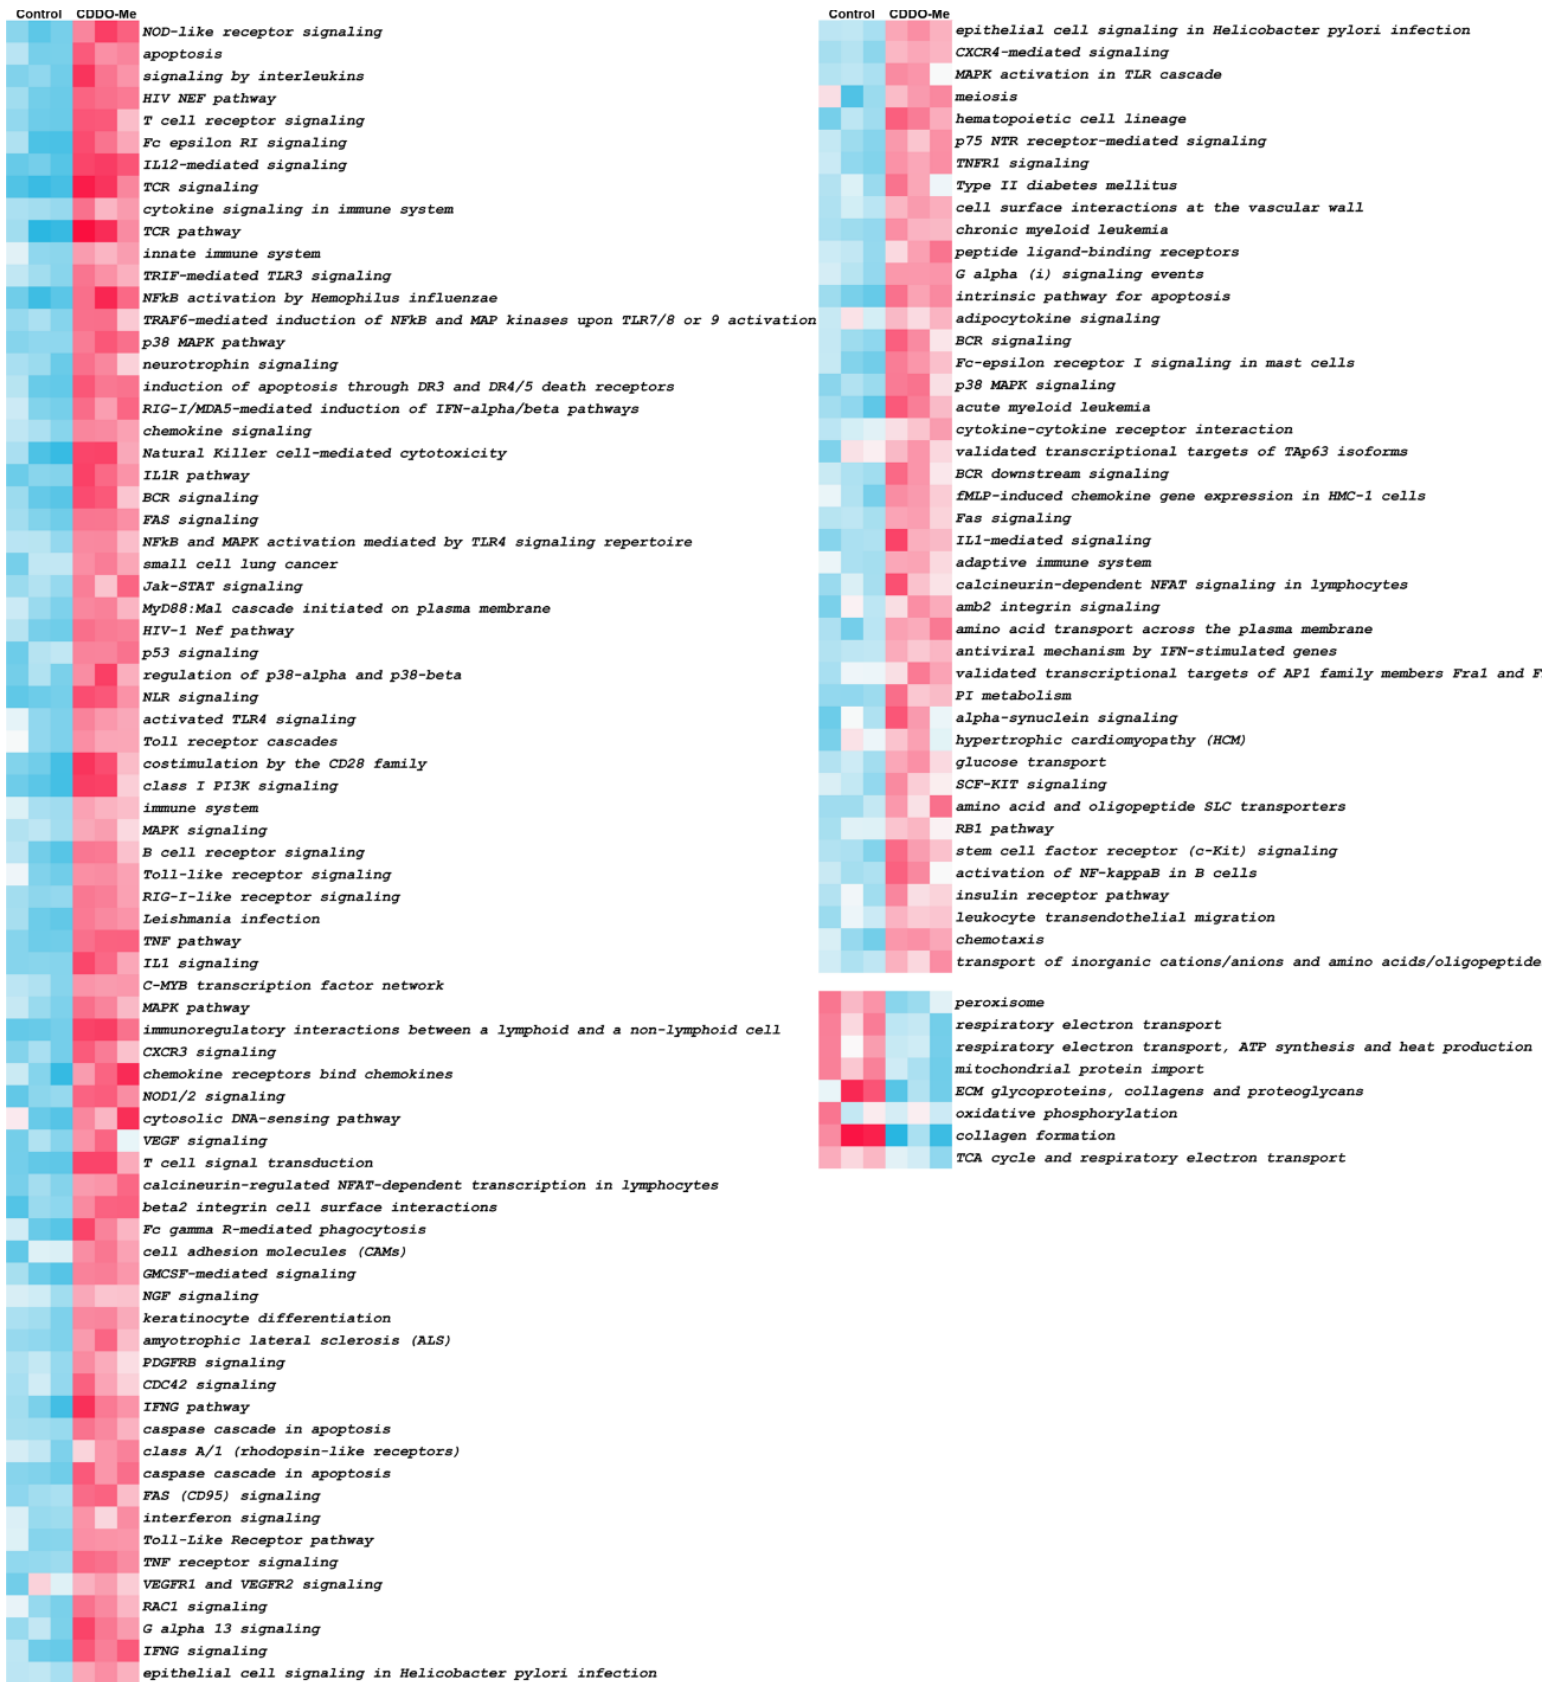 Control CDDO-Me
NOD-like receptor signaling
apoptosis
signaling by interleukins
HIV NEF pathway
T cell receptor signaling
Fc epsilon RI signaling
IL12-mediated signaling
TCR signaling
cytokine signaling in immune system
TCR pathway
innate immune system
TRIF-mediated TLR3 signaling
NFkB activation by Hemophilus influenzae
TRAF6-mediated induction of NFkB and MAP kinases upon TLR7/8 or 9 activation
p38 MAPK pathway
neurotrophin signaling
induction of apoptosis through DR3 and DR4/5 death receptors
RIG-I/MDA5-mediated induction of IFN-alpha/beta pathways
chemokine signaling
Natural Killer cell-mediated cytotoxicity
IL1R pathway
BCR signaling
FAS signaling
NFkB and MAPK activation mediated by TLR4 signaling repertoire
small cell lung cancer
Jak-STAT signaling
MyD88:Mal cascade initiated on plasma membrane
HIV-1 Nef pathway
p53 signaling
regulation of p38-alpha and p38-beta
NLR signaling
activated TLR4 signaling
Toll receptor cascades
costimulation by the CD28 family
class I PI3K signaling
immune system
MAPK signaling
B cell receptor signaling
Toll-like receptor signaling
RIG-I-like receptor signaling
Leishmania infection
TNF pathway
IL1 signaling
C-MYB transcription factor network
MAPK pathway
immunoregulatory interactions between a lymphoid and a non-lymphoid cell
CXCR3 signaling
chemokine receptors bind chemokines
NOD1/2 signaling
cytosolic DNA-sensing pathway
VEGF signaling
T cell signal transduction
calcineurin-regulated NFAT-dependent transcription in lymphocytes
beta2 integrin cell surface interactions
Fc gamma R-mediated phagocytosis
cell adhesion molecules (CAMs)
GMCSF-mediated signaling
NGF signaling
keratinocyte differentiation
amyotrophic lateral sclerosis (ALS)
PDGFRB signaling
CDC42 signaling
IFNG pathway
caspase cascade in apoptosis
class A/1 (rhodopsin-like receptors)
caspase cascade in apoptosis
FAS (CD95) signaling
interferon signaling
Toll-Like Receptor pathway
TNF receptor signaling
VEGFR1 and VEGFR2 signaling
RAC1 signaling
G alpha 13 signaling
IFNG signaling
epithelial cell signaling in Helicobacter pylori infection
Control CDDO-Me
epithelial cell signaling in Helicobacter pylori infection
CXCR4-mediated signaling
MAPK activation in TLR cascade
meiosis
hematopoietic cell lineage
p75 NTR receptor-mediated signaling
TNFR1 signaling
Type II diabetes mellitus
cell surface interactions at the vascular wall
chronic myeloid leukemia
peptide ligand-binding receptors
G alpha (i) signaling events
intrinsic pathway for apoptosis
adipocytokine signaling
BCR signaling
Fc-epsilon receptor I signaling in mast cells
p38 MAPK signaling
acute myeloid leukemia
cytokine-cytokine receptor interaction
validated transcriptional targets of TAp63 isoforms
BCR downstream signaling
fMLP-induced chemokine gene expression in HMC-1 cells
Fas signaling
IL1-mediated signaling
adaptive immune system
calcineurin-dependent NFAT signaling in lymphocytes
amb2 integrin signaling
amino acid transport across the plasma membrane
antiviral mechanism by IFN-stimulated genes
validated transcriptional targets of AP1 family members Fra1 and F
PI metabolism
alpha-synuclein signaling
hypertrophic cardiomyopathy (HCM)
glucose transport
SCF-KIT signaling
amino acid and oligopeptide SLC transporters
RB1 pathway
stem cell factor receptor (c-Kit) signaling
activation of NF-kappaB in B cells
insulin receptor pathway
leukocyte transendothelial migration
chemotaxis
transport of inorganic cations/anions and amino acids/oligopeptide
peroxisome
respiratory electron transport
respiratory electron transport, ATP synthesis and heat production
mitochondrial protein import
ECM glycoproteins, collagens and proteoglycans
oxidative phosphorylation
collagen formation
TCA cycle and respiratory electron transport